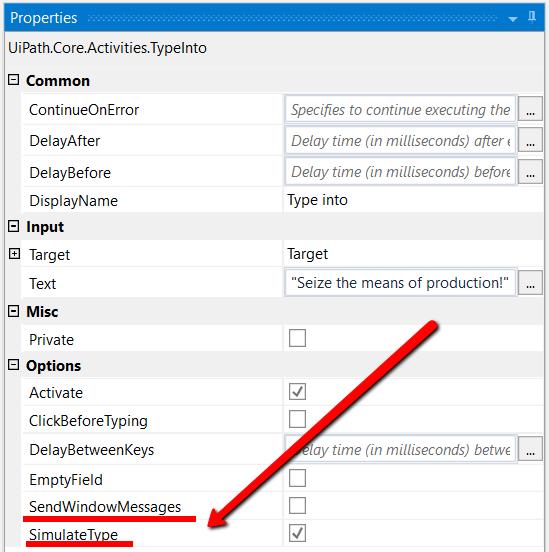 Properties
UiPath.Core.Activities.TypeInto
Common
ContinueOnError Specifies to continue executing the ...
DelayAfter Delay time (in milliseconds) after e ...
DelayBefore Delay time (in milliseconds) before ...
DisplayName Type into
Input
Target Target
Text "Seize the means of production!" ...
Misc
Private
Options
Activate
ClickBeforeTyping
DelayBetweenKeys Delay time (in milliseconds) betwe ...
EmptyField
SendWindowMessages
SimulateType